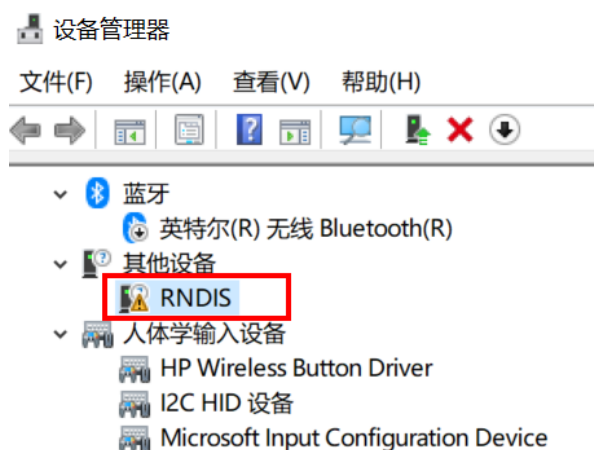 设备管理器
文件(F) 操作(A) 查看(V) 帮助(H)
蓝牙
英特尔(R) 无线 Bluetooth(R)
其他设备
RNDIS
人体学输入设备
HP Wireless Button Driver
I2C HID 设备
Microsoft Input Configuration Device